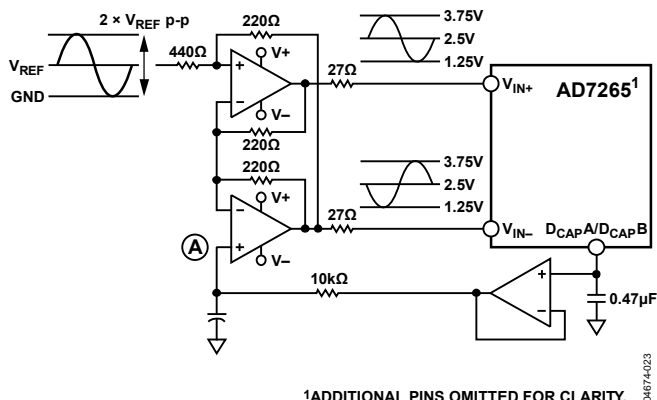 2 × VREF p-p
VREF
GND
440Ω
220Ω
+
V+
−
V−
220Ω
27Ω
3.75V
2.5V
1.25V
VIN+
AD7265¹
220Ω
−
V+
+
V−
A
27Ω
3.75V
2.5V
1.25V
VIN−
DCAPA/DCAPB
10kΩ
+
−
0.47µF
¹ADDITIONAL PINS OMITTED FOR CLARITY.
04674-023